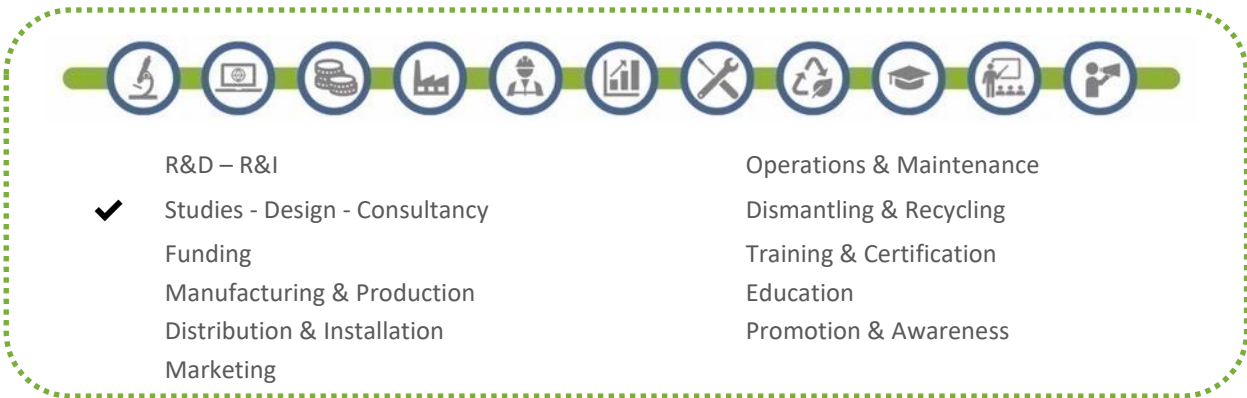 R&D – R&I
Studies - Design - Consultancy
Funding
Manufacturing & Production
Distribution & Installation
Marketing
Operations & Maintenance
Dismantling & Recycling
Training & Certification
Education
Promotion & Awareness